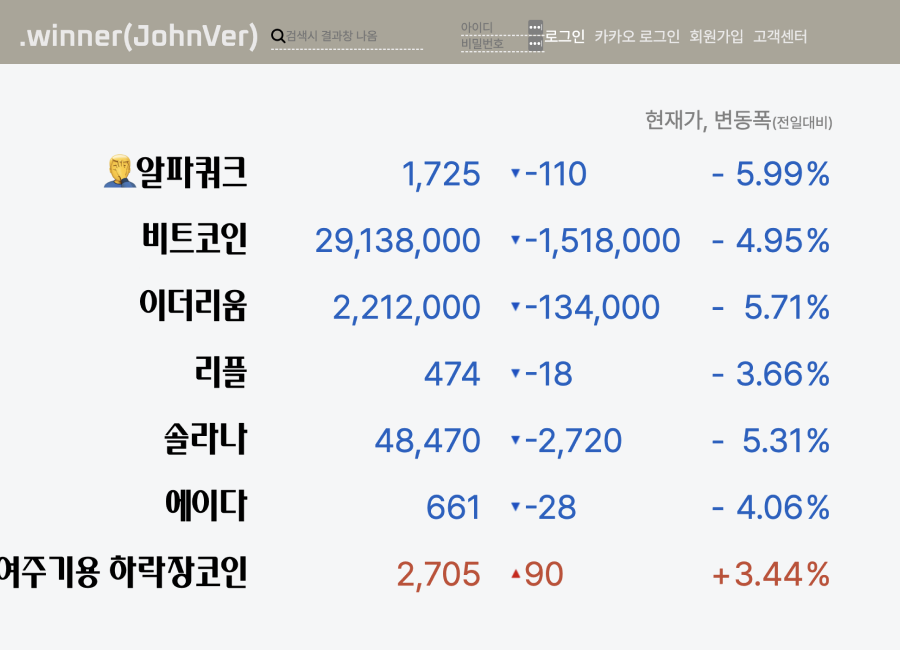 .winner(JohnVer) 검색시 결과창 나옴 아이디 로그인 카카오 로그인 회원가입 고객센터
비밀번호
현재가, 변동폭(전일대비)
🤦‍♂️알파쿼크 1,725 ▼-110 - 5.99%
비트코인 29,138,000 ▼-1,518,000 - 4.95%
이더리움 2,212,000 ▼-134,000 - 5.71%
리플 474 ▼-18 - 3.66%
솔라나 48,470 ▼-2,720 - 5.31%
에이다 661 ▼-28 - 4.06%
여주기용 하락장코인 2,705 ▲90 +3.44%